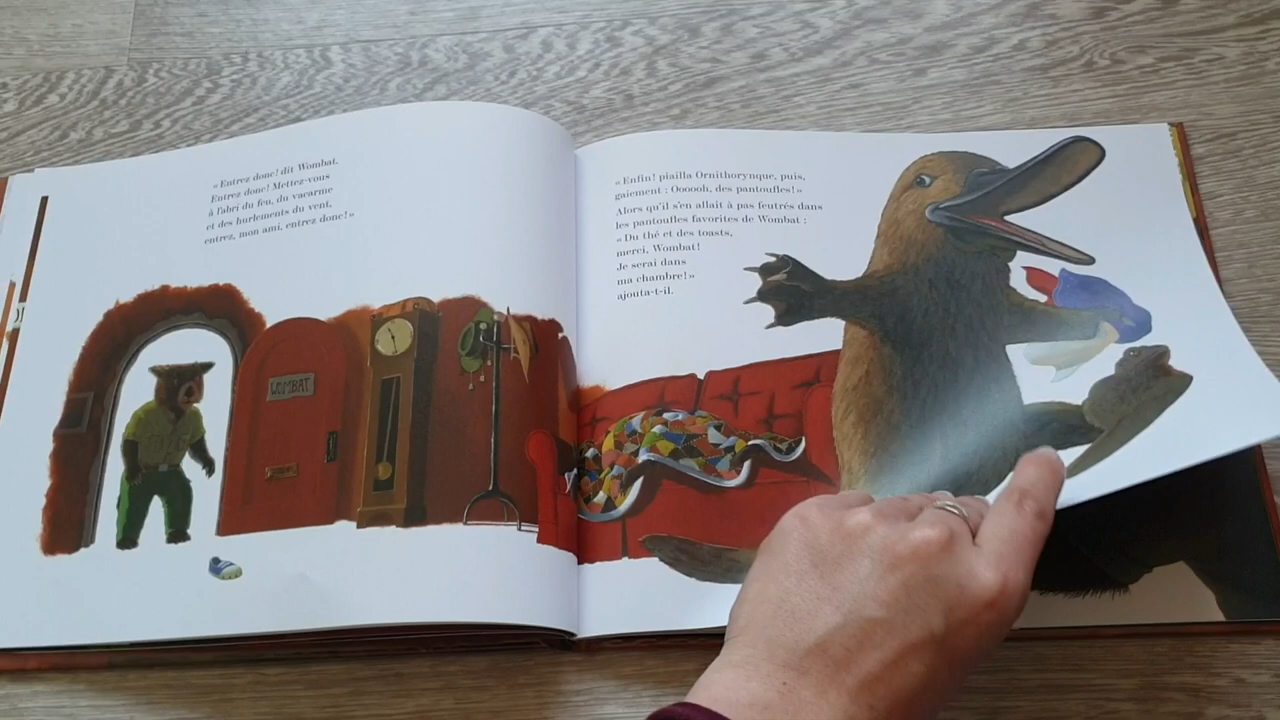 « Entrez donc! dit Wombat.
Entrez donc! Mettez-vous
à l'abri du feu, du vacarme
et des hurlements du vent,
entrez, mon ami, entrez donc! »
WOMBAT
« Enfin! piailla Ornithorynque, puis,
gaiement : Oooooh, des pantoufles! »
Alors qu'il s'en allait à pas feutrés dans
les pantoufles favorites de Wombat :
« Du thé et des toasts,
merci, Wombat!
Je serai dans
ma chambre! »
ajouta-t-il.